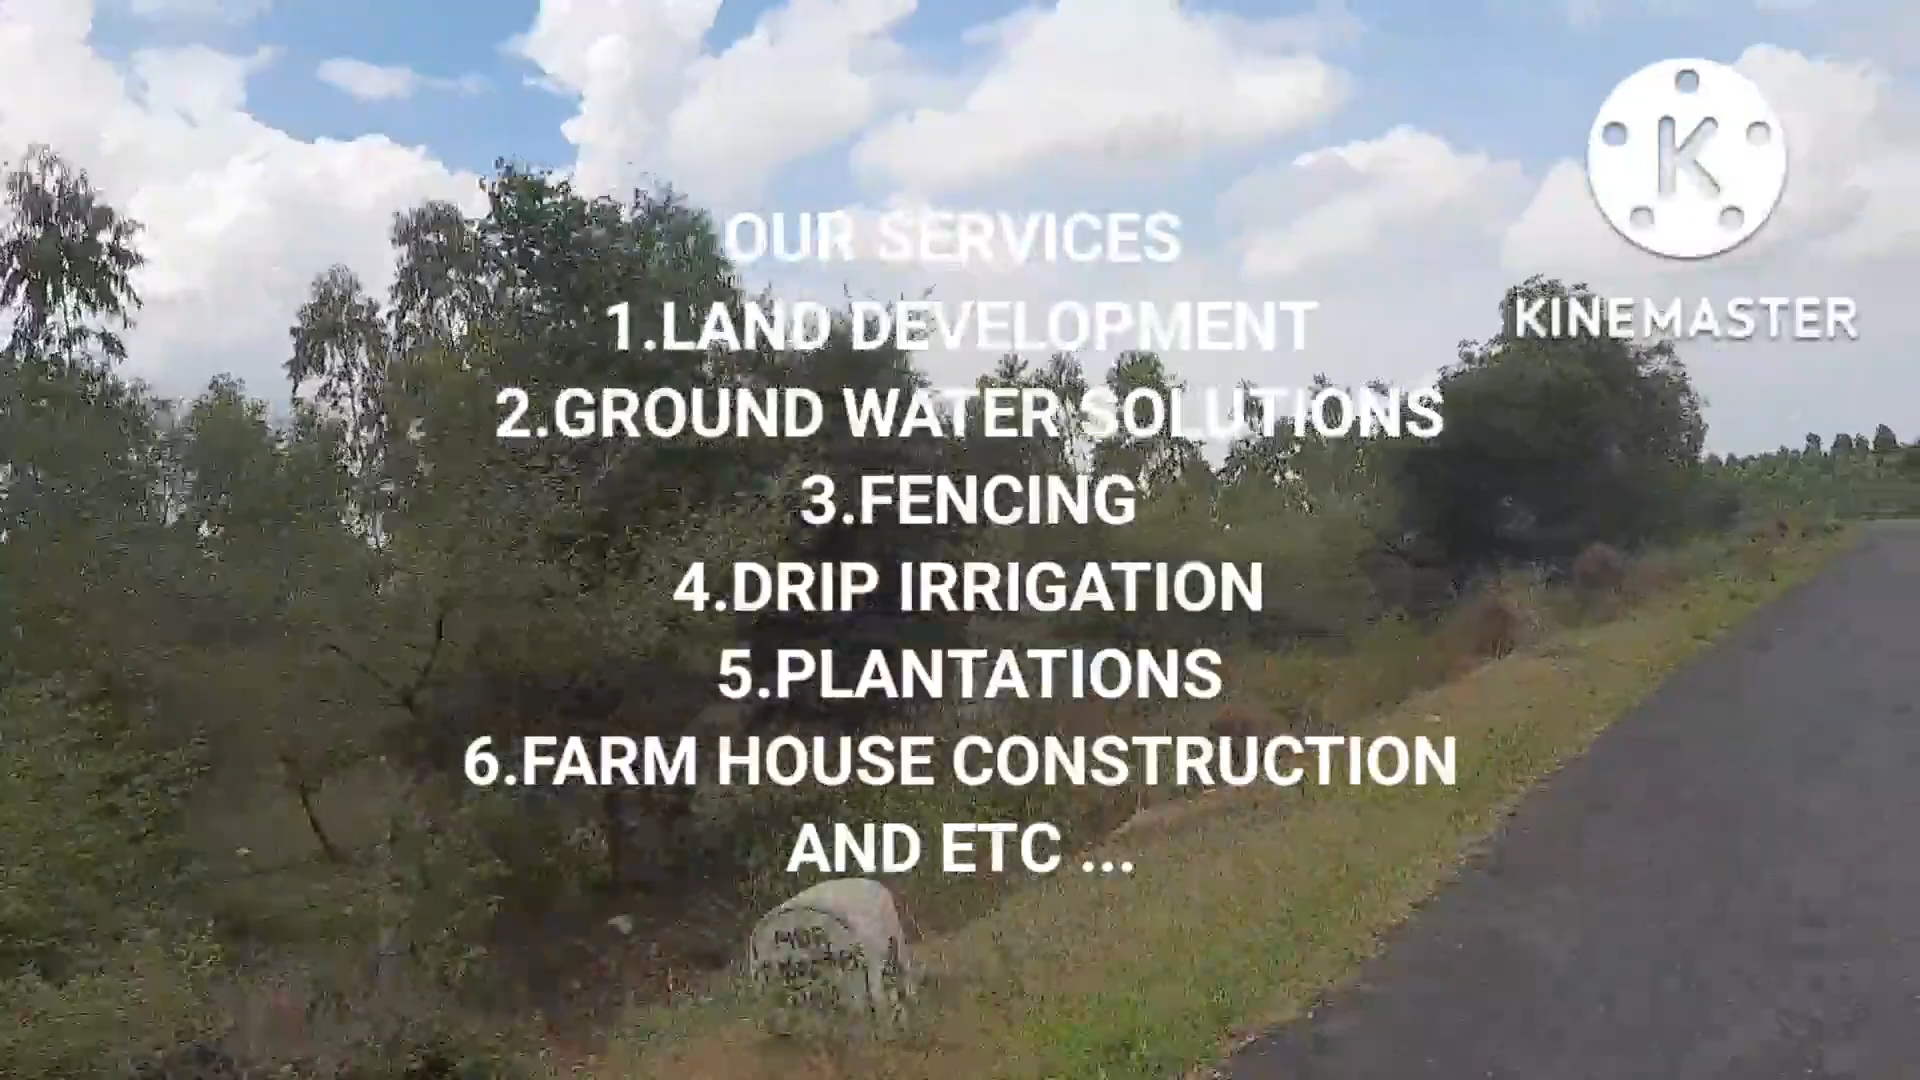 OUR SERVICES
1.LAND DEVELOPMENT
2.GROUND WATER SOLUTIONS
3.FENCING
4.DRIP IRRIGATION
5.PLANTATIONS
6.FARM HOUSE CONSTRUCTION
AND ETC ...
K
KINEMASTER